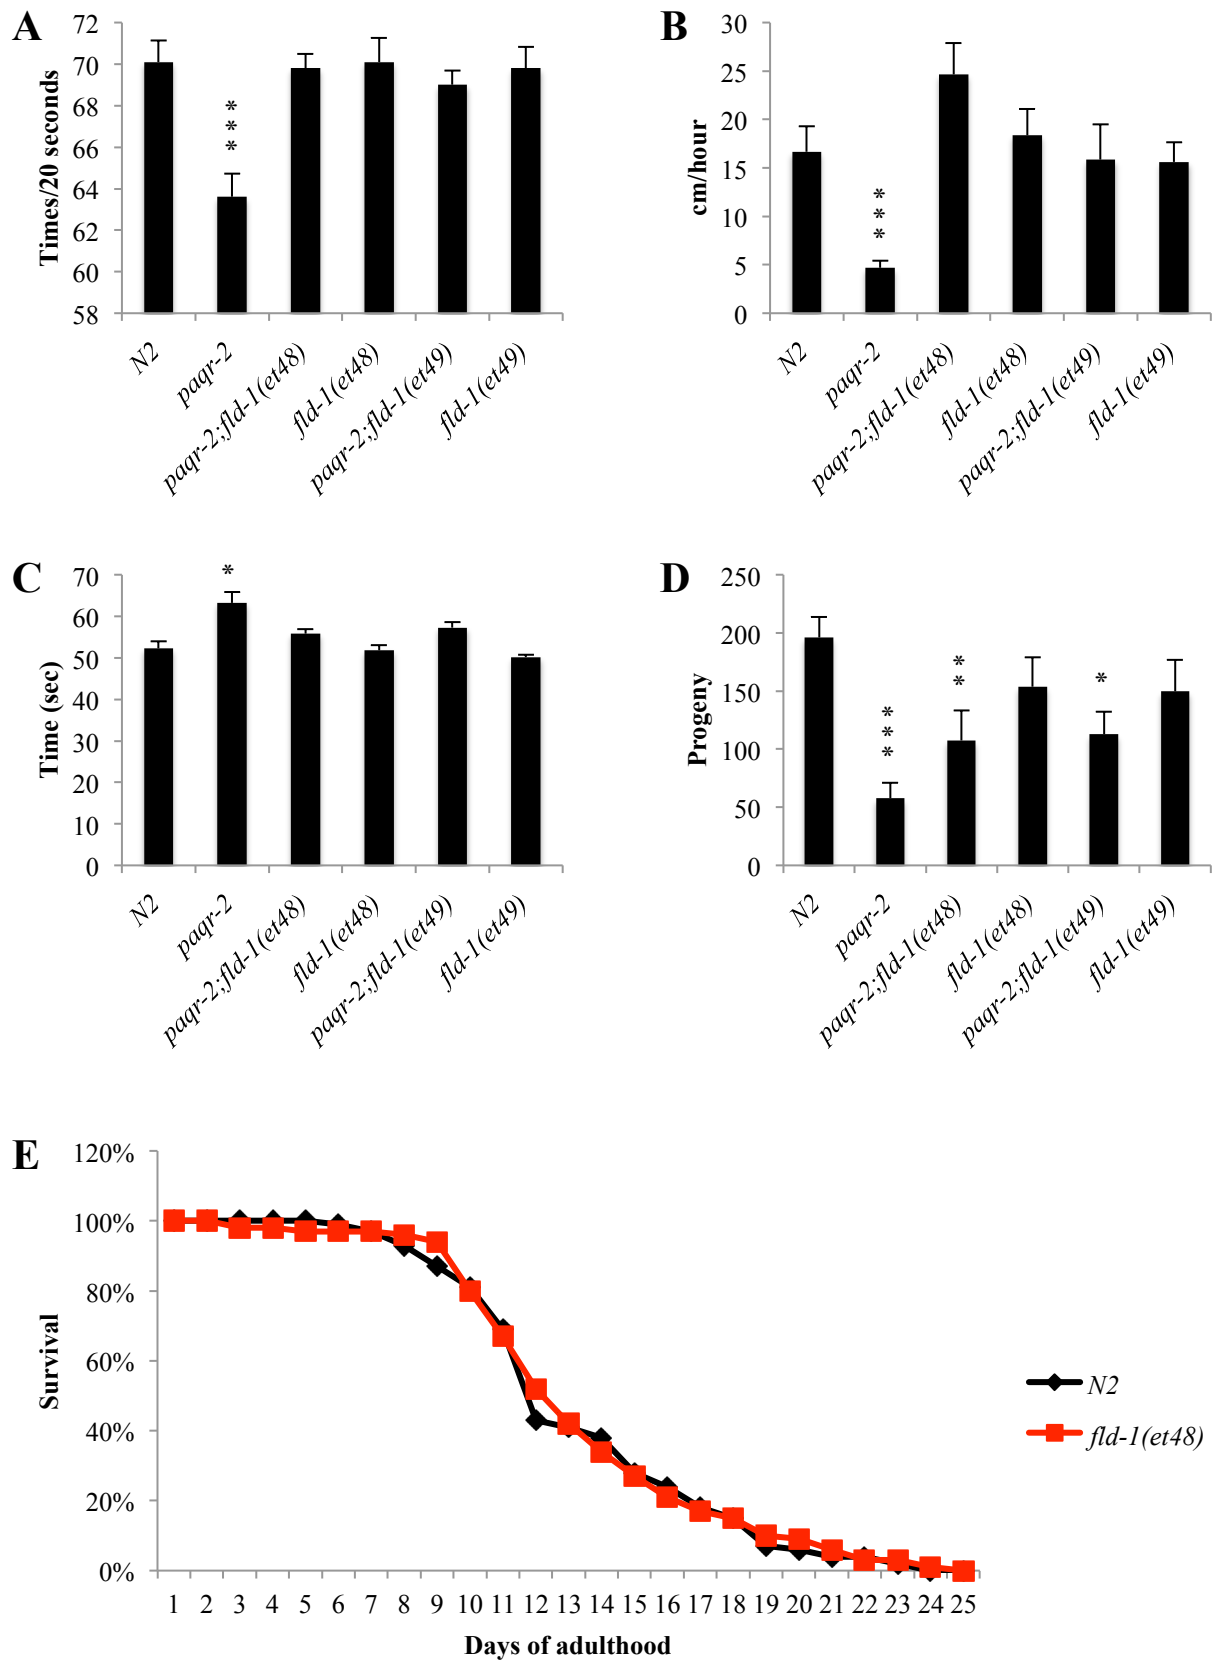 A
72
70
68
66
64
62
60
58
Times/20 seconds
***
N2
paqr-2
paqr-2;fld-1(et48)
fld-1(et48)
paqr-2;fld-1(et49)
fld-1(et49)
B
30
25
20
15
10
5
0
cm/hour
***
N2
paqr-2
paqr-2;fld-1(et48)
fld-1(et48)
paqr-2;fld-1(et49)
fld-1(et49)
C
70
60
50
40
30
20
10
0
Time (sec)
*
N2
paqr-2
paqr-2;fld-1(et48)
fld-1(et48)
paqr-2;fld-1(et49)
fld-1(et49)
D
250
200
150
100
50
0
Progeny
***
**
*
N2
paqr-2
paqr-2;fld-1(et48)
fld-1(et48)
paqr-2;fld-1(et49)
fld-1(et49)
E
120%
100%
80%
60%
40%
20%
0%
Survival
1 2 3 4 5 6 7 8 9 10 11 12 13 14 15 16 17 18 19 20 21 22 23 24 25
Days of adulthood
N2
fld-1(et48)